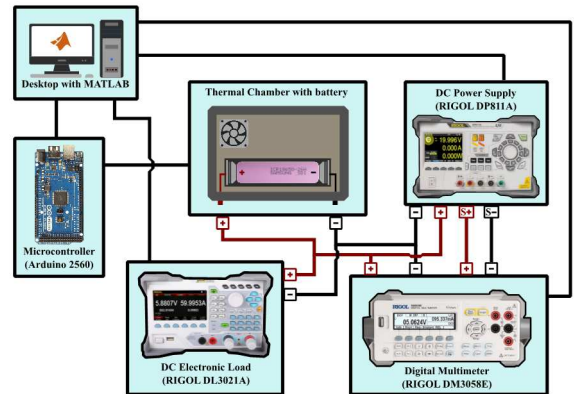 Desktop with MATLAB
Thermal Chamber with battery
DC Power Supply
(RIGOL DP811A)
19.996V
0.000A
0.000W
Microcontroller
(Arduino 2560)
+
-
+
-
-
+
S+
S-
+
-
+
-
5.8807V 59.9953A
DC Electronic Load
(RIGOL DL3021A)
RIGOL
05.0624V
Digital Multimeter
(RIGOL DM3058E)